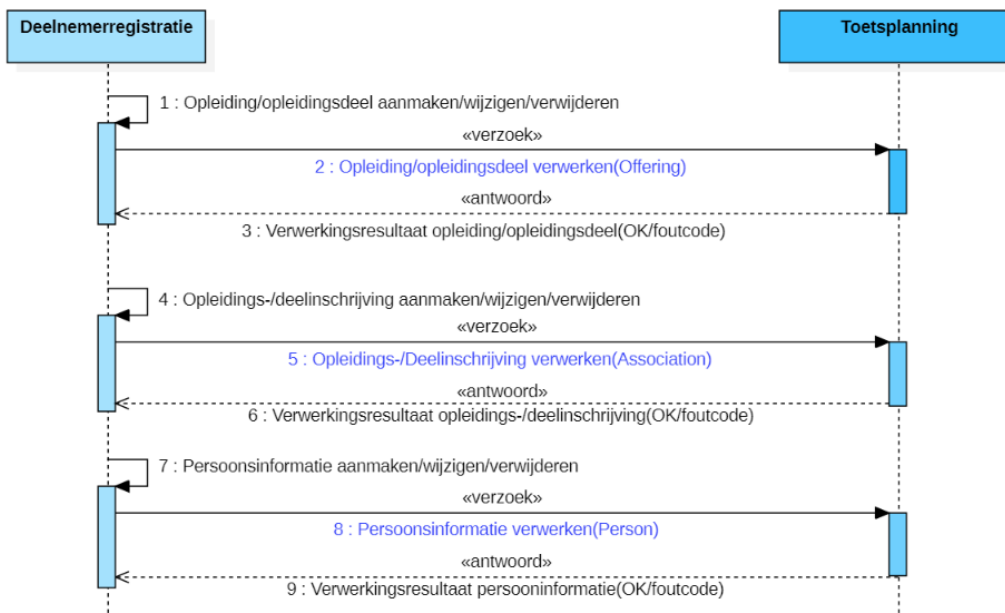 Deelnemerregistratie
Toetsplanning
1 : Opleiding/opleidingsdeel aanmaken/wijzigen/verwijderen
«verzoek»
2 : Opleiding/opleidingsdeel verwerken(Offering)
«antwoord»
3 : Verwerkingsresultaat opleiding/opleidingsdeel(OK/foutcode)
4 : Opleidings-/deelinschrijving aanmaken/wijzigen/verwijderen
«verzoek»
5 : Opleidings-/Deelinschrijving verwerken(Association)
«antwoord»
6 : Verwerkingsresultaat opleidings-/deelinschrijving(OK/foutcode)
7 : Persoonsinformatie aanmaken/wijzigen/verwijderen
«verzoek»
8 : Persoonsinformatie verwerken(Person)
«antwoord»
9 : Verwerkingsresultaat persooninformatie(OK/foutcode)